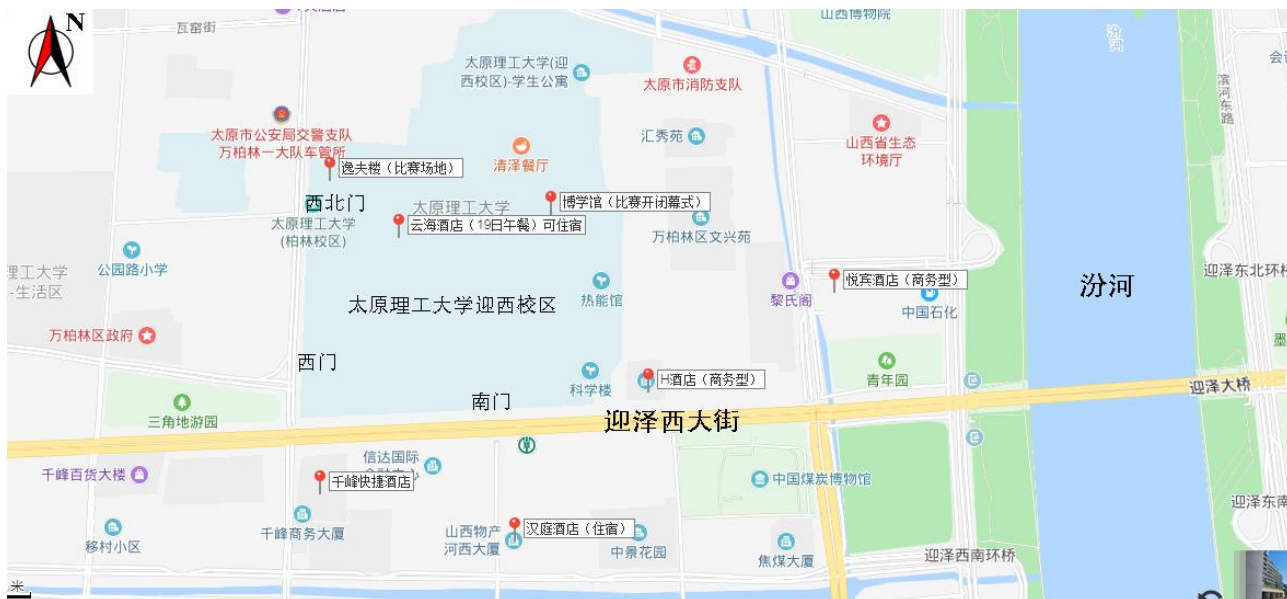 N
瓦窑街
山西博物院
汾河
太原理工大学(迎
西校区)-学生公寓
太原市消防支队
滨河东路
太原市公安局交警支队
万柏林一大队车管所
清泽餐厅
汇秀苑
山西省生态
环境厅
逸夫楼（比赛场地）
西北门
太原理工大学
博学馆（比赛开闭幕式）
太原理工大学
(柏林校区)
云海酒店（19日午餐）可住宿
万柏林区文兴苑
公园路小学
理工大学
-生活区
迎泽东北环桥
热能馆
黎氏阁
悦宾酒店（商务型）
中国石化
汾河
太原理工大学迎西校区
万柏林区政府
西门
科学楼
H酒店（商务型）
青年园
迎泽大桥
南门
三角地游园
迎泽西大街
千峰百货大楼
信达国际
千峰快捷酒店
中国煤炭博物馆
迎泽东南
移村小区
千峰商务大厦
山西物产
河西大厦
汉庭酒店（住宿）
中景花园
焦煤大厦
迎泽西南环桥
米